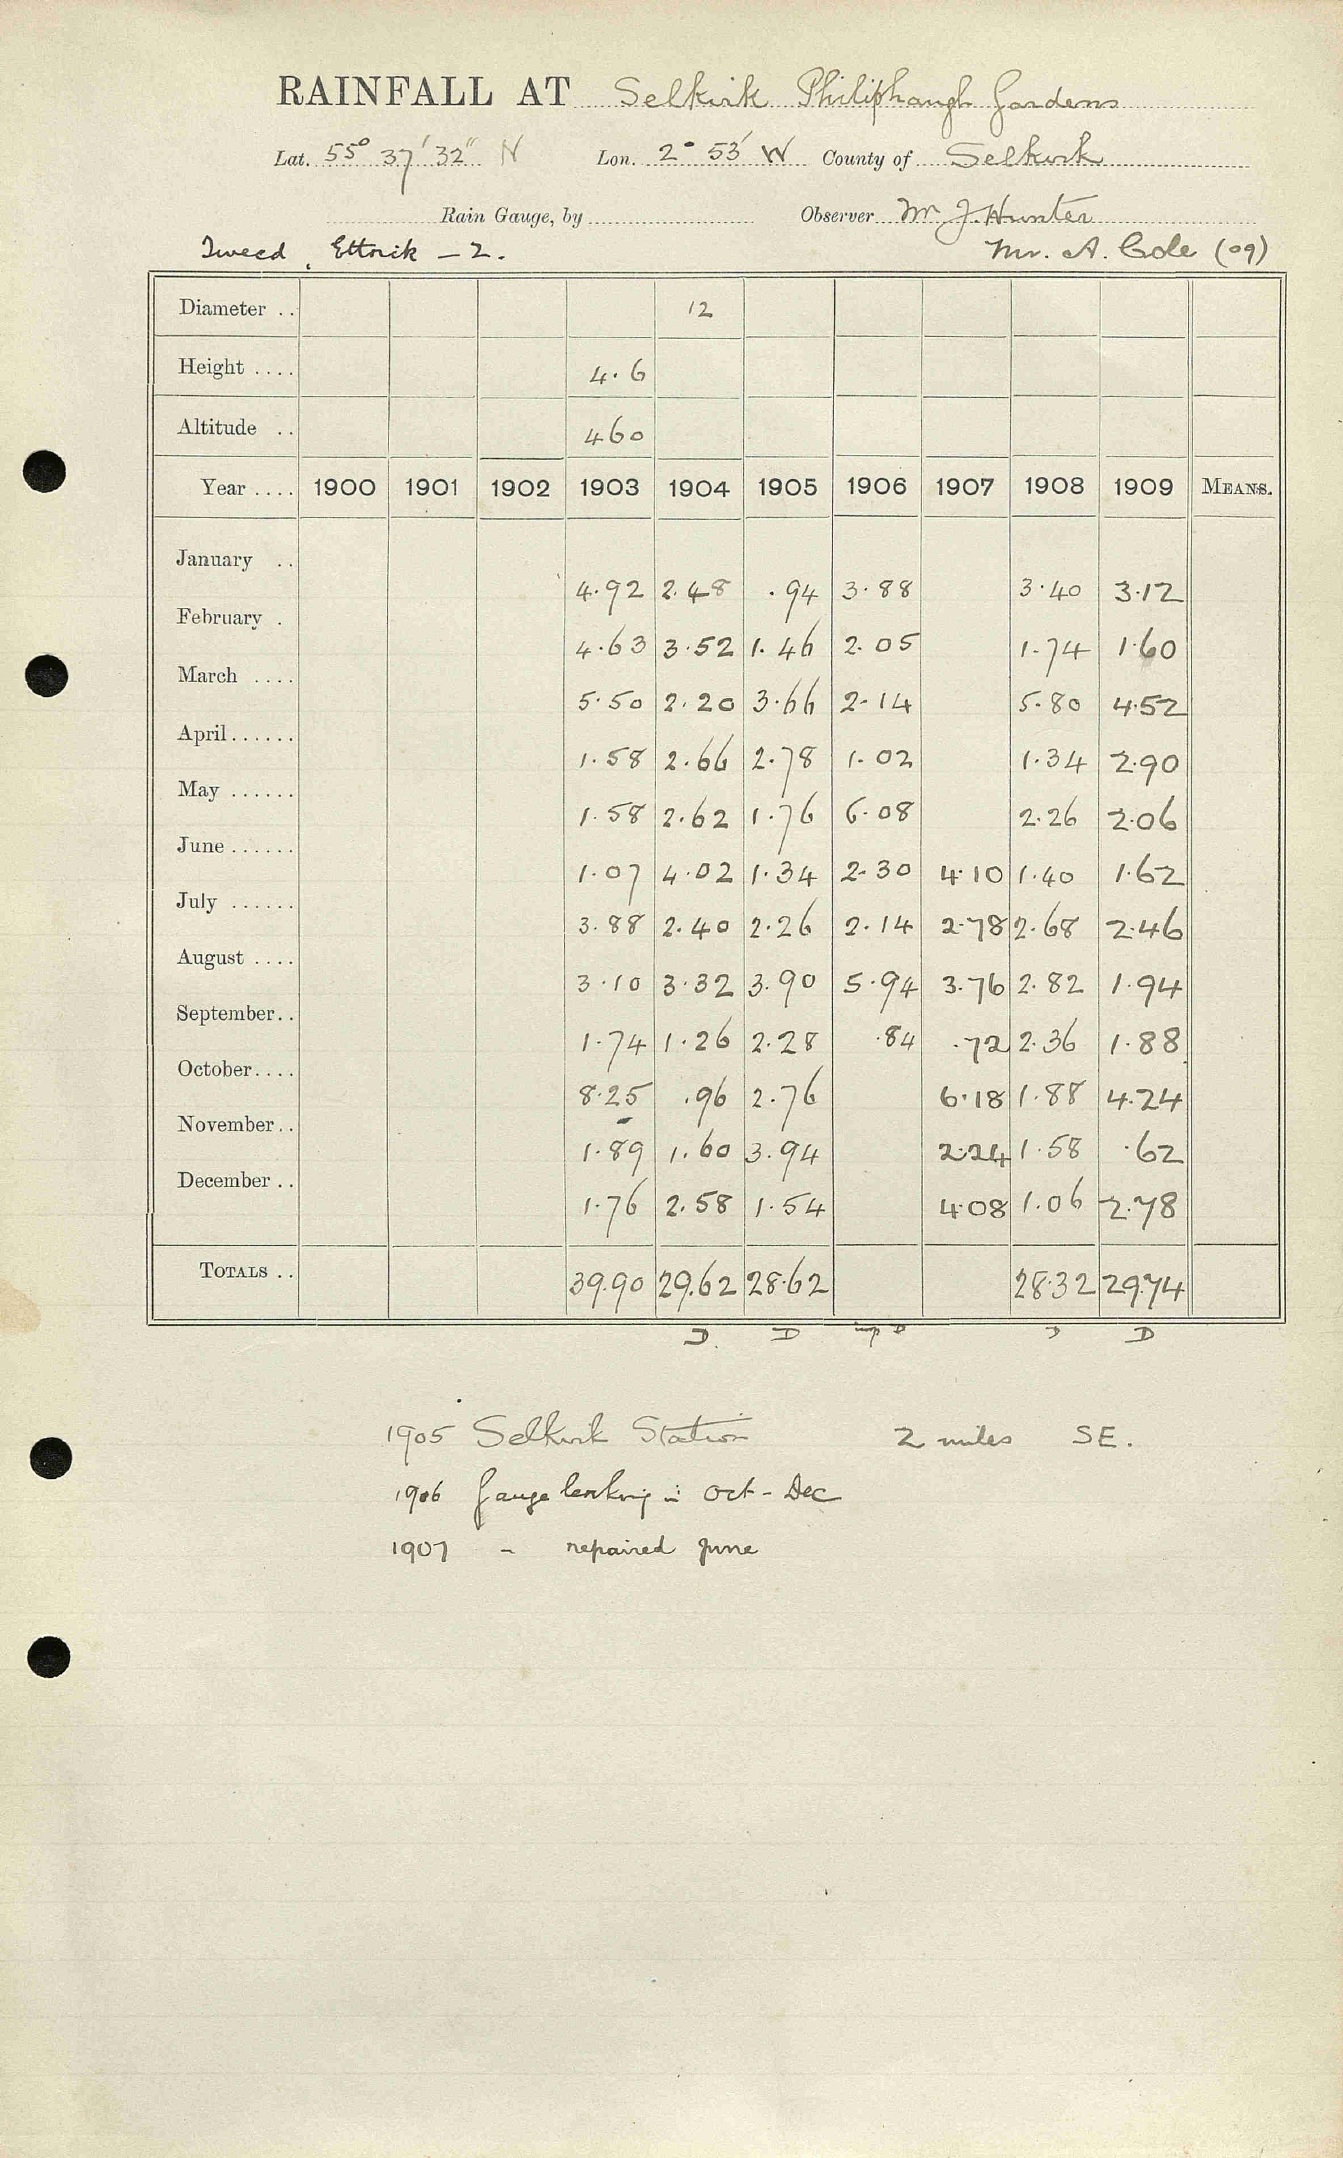 RAINFALL AT Selkirk Philiphaugh Gardens
Lat. 55° 37' 32" N Lon. 2° 53' W County of Selkirk
Rain Gauge, by Observer Mr J. Hunter
Tweed, Ettrick - 2. Mr. A. Cole (09)
Diameter .. 12
Height .... 4.6
Altitude .. 460
Year .... 1900 1901 1902 1903 1904 1905 1906 1907 1908 1909 MEANS.
January ..
4.92 2.48 .94 3.88 3.40 3.12
February .
4.63 3.52 1.46 2.05 1.74 1.60
March ....
5.50 2.20 3.66 2.14 5.80 4.52
April......
1.58 2.66 2.78 1.02 1.34 2.90
May ......
1.58 2.62 1.76 6.08 2.26 2.06
June ......
1.07 4.02 1.34 2.30 4.10 1.40 1.62
July ......
3.88 2.40 2.26 2.14 2.78 2.68 2.46
August ....
3.10 3.32 3.90 5.94 3.76 2.82 1.94
September..
1.74 1.26 2.28 .84 .72 2.36 1.88
October....
8.25 .96 2.76 6.18 1.88 4.24
November..
1.89 1.60 3.94 2.24 1.58 .62
December ..
1.76 2.58 1.54 4.08 1.06 2.78
TOTALS .. 39.90 29.62 28.62 28.32 29.74
D. D imp D D D
1905 Selkirk Station 2 miles SE.
1906 Gauge leaking in Oct - Dec
1907 - repaired June